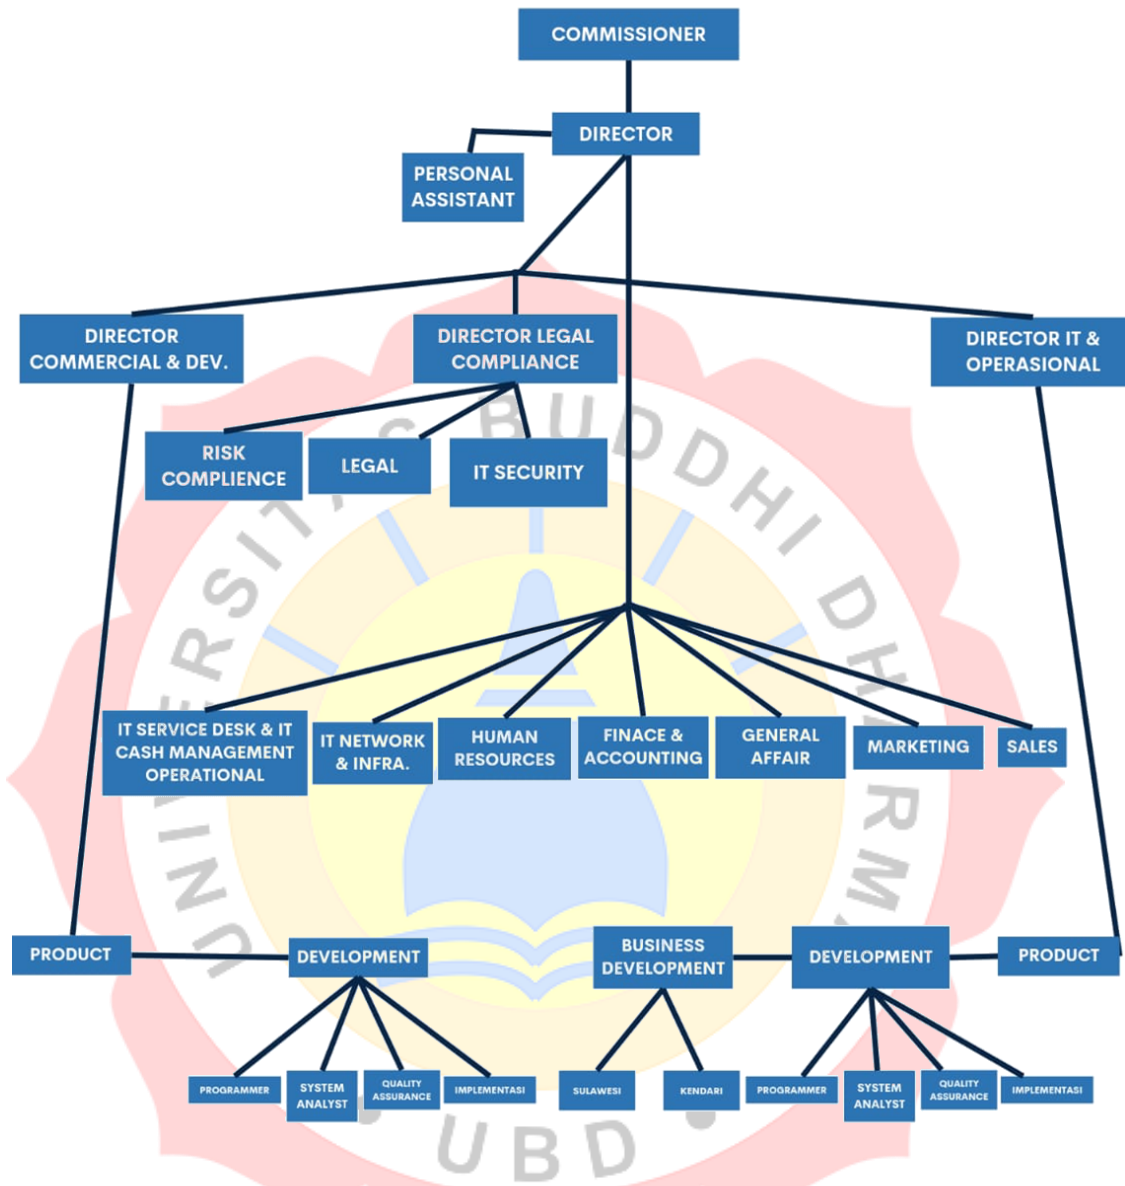 COMMISSIONER
DIRECTOR
PERSONAL
ASSISTANT
DIRECTOR
COMMERCIAL & DEV.
DIRECTOR LEGAL
COMPLIANCE
DIRECTOR IT &
OPERASIONAL
RISK
COMPLIENCE
LEGAL
IT SECURITY
IT SERVICE DESK & IT
CASH MANAGEMENT
OPERATIONAL
IT NETWORK
& INFRA.
HUMAN
RESOURCES
FINACE &
ACCOUNTING
GENERAL
AFFAIR
MARKETING
SALES
PRODUCT
DEVELOPMENT
BUSINESS
DEVELOPMENT
DEVELOPMENT
PRODUCT
PROGRAMMER
SYSTEM
ANALYST
QUALITY
ASSURANCE
IMPLEMENTASI
SULAWESI
KENDARI
PROGRAMMER
SYSTEM
ANALYST
QUALITY
ASSURANCE
IMPLEMENTASI
UNIVERSITAS BUDDHI DHARMA
• UBD •